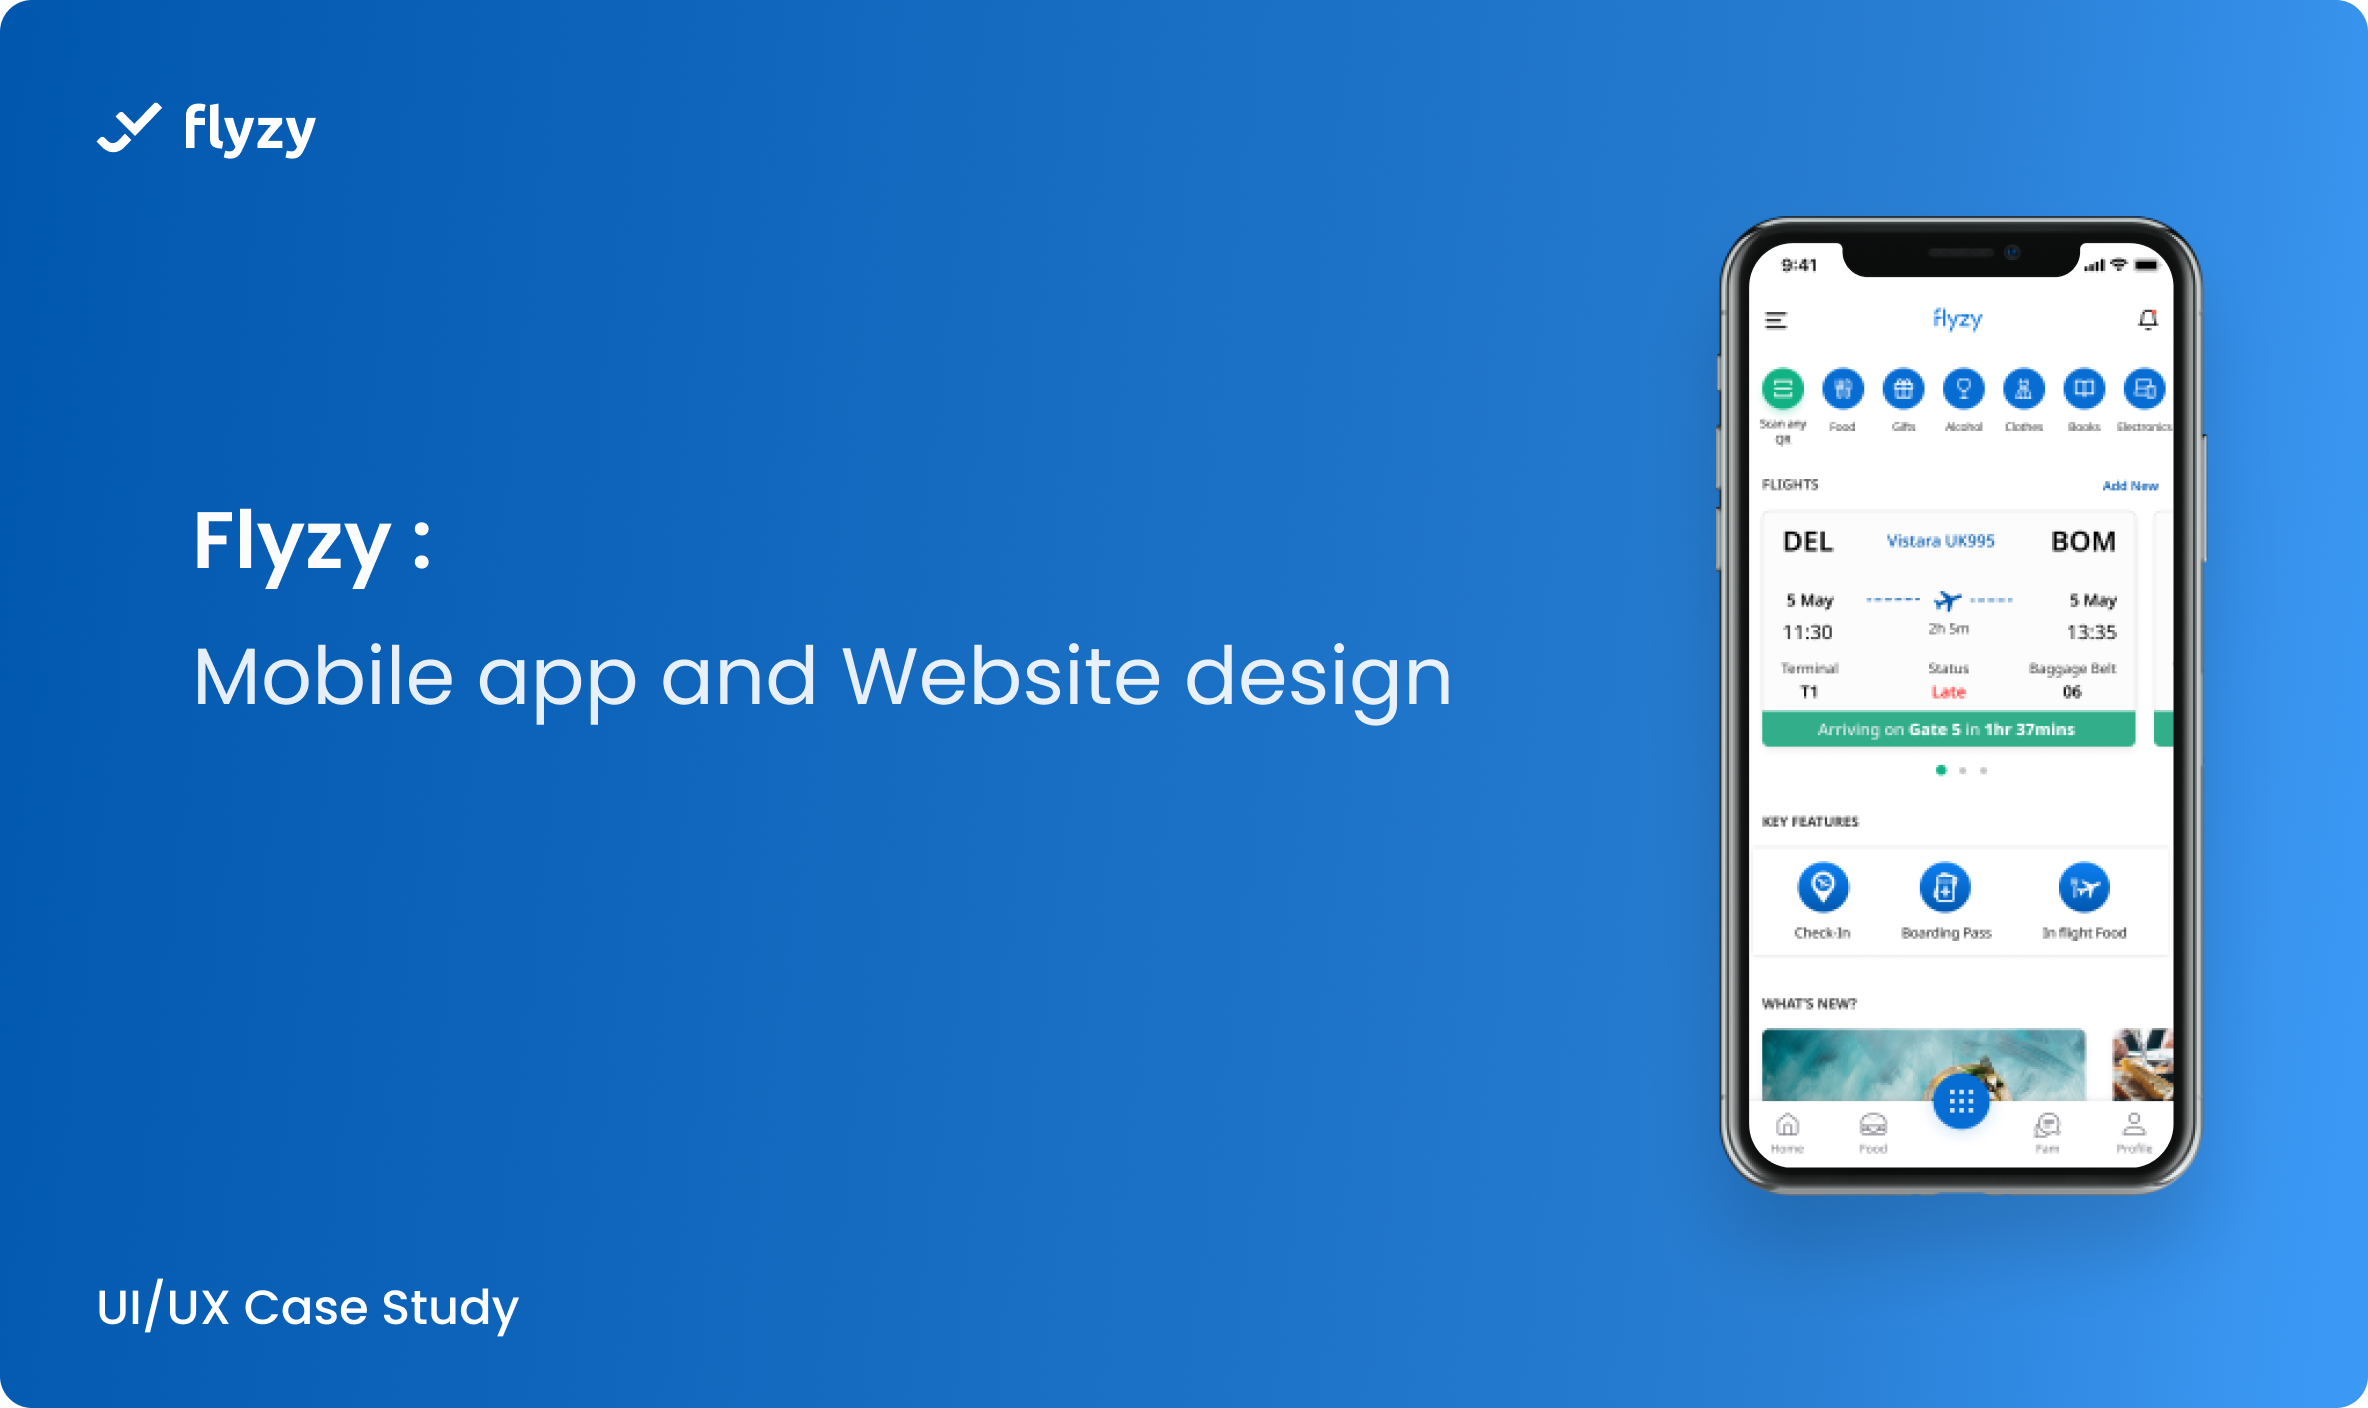 flyzy
Flyzy :
Mobile app and Website design
UI/UX Case Study
9:41
flyzy
Scan any
QR
Food
Gifts
Alcohol
Clothes
Books
Electronics
FLIGHTS
Add New
DEL
Vistara UK995
BOM
5 May
5 May
11:30
2h 5m
13:35
Terminal
Status
Baggage Belt
T1
Late
06
Arriving on Gate 5 in 1hr 37mins
KEY FEATURES
Check-In
Boarding Pass
In flight Food
WHAT'S NEW?
Home
Food
Fam
Profile